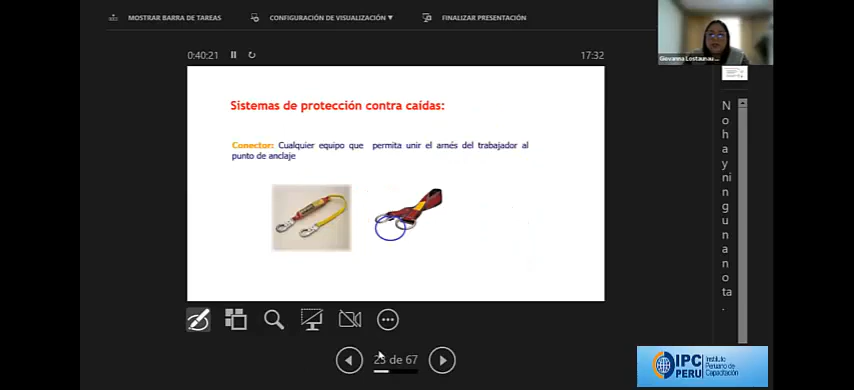 MOSTRAR BARRA DE TAREAS
CONFIGURACIÓN DE VISUALIZACIÓN ▼
FINALIZAR PRESENTACIÓN
Giovanna Lostaunau ...
0:40:21
17:32
Sistemas de protección contra caídas:
Conector: Cualquier equipo que permita unir el arnés del trabajador al
punto de anclaje
No hay ninguna nota.
23 de 67
IPC
PERU
Instituto
Peruano de
Capacitación